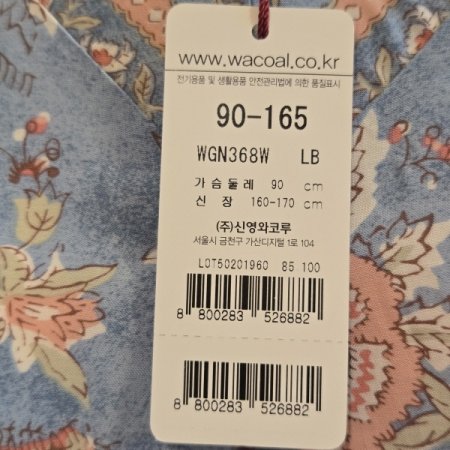 www.wacoal.co.kr
전기용품 및 생활용품 안전관리법에 의한 품질표시
90-165
WGN368W LB
가슴둘레 90 cm
신 장 160-170 cm
(주)신영와코루
서울시 금천구 가산디지털 1로 104
LOT50201960 85 100
8 800283 526882
8 800283 526882